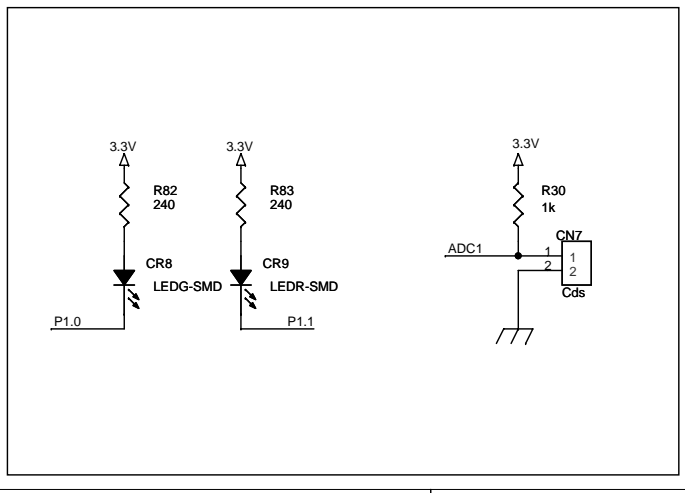 3.3V
R82
240
CR8
LEDG-SMD
P1.0
3.3V
R83
240
CR9
LEDR-SMD
P1.1
3.3V
R30
1k
ADC1
CN7
1
2
1
2
Cds